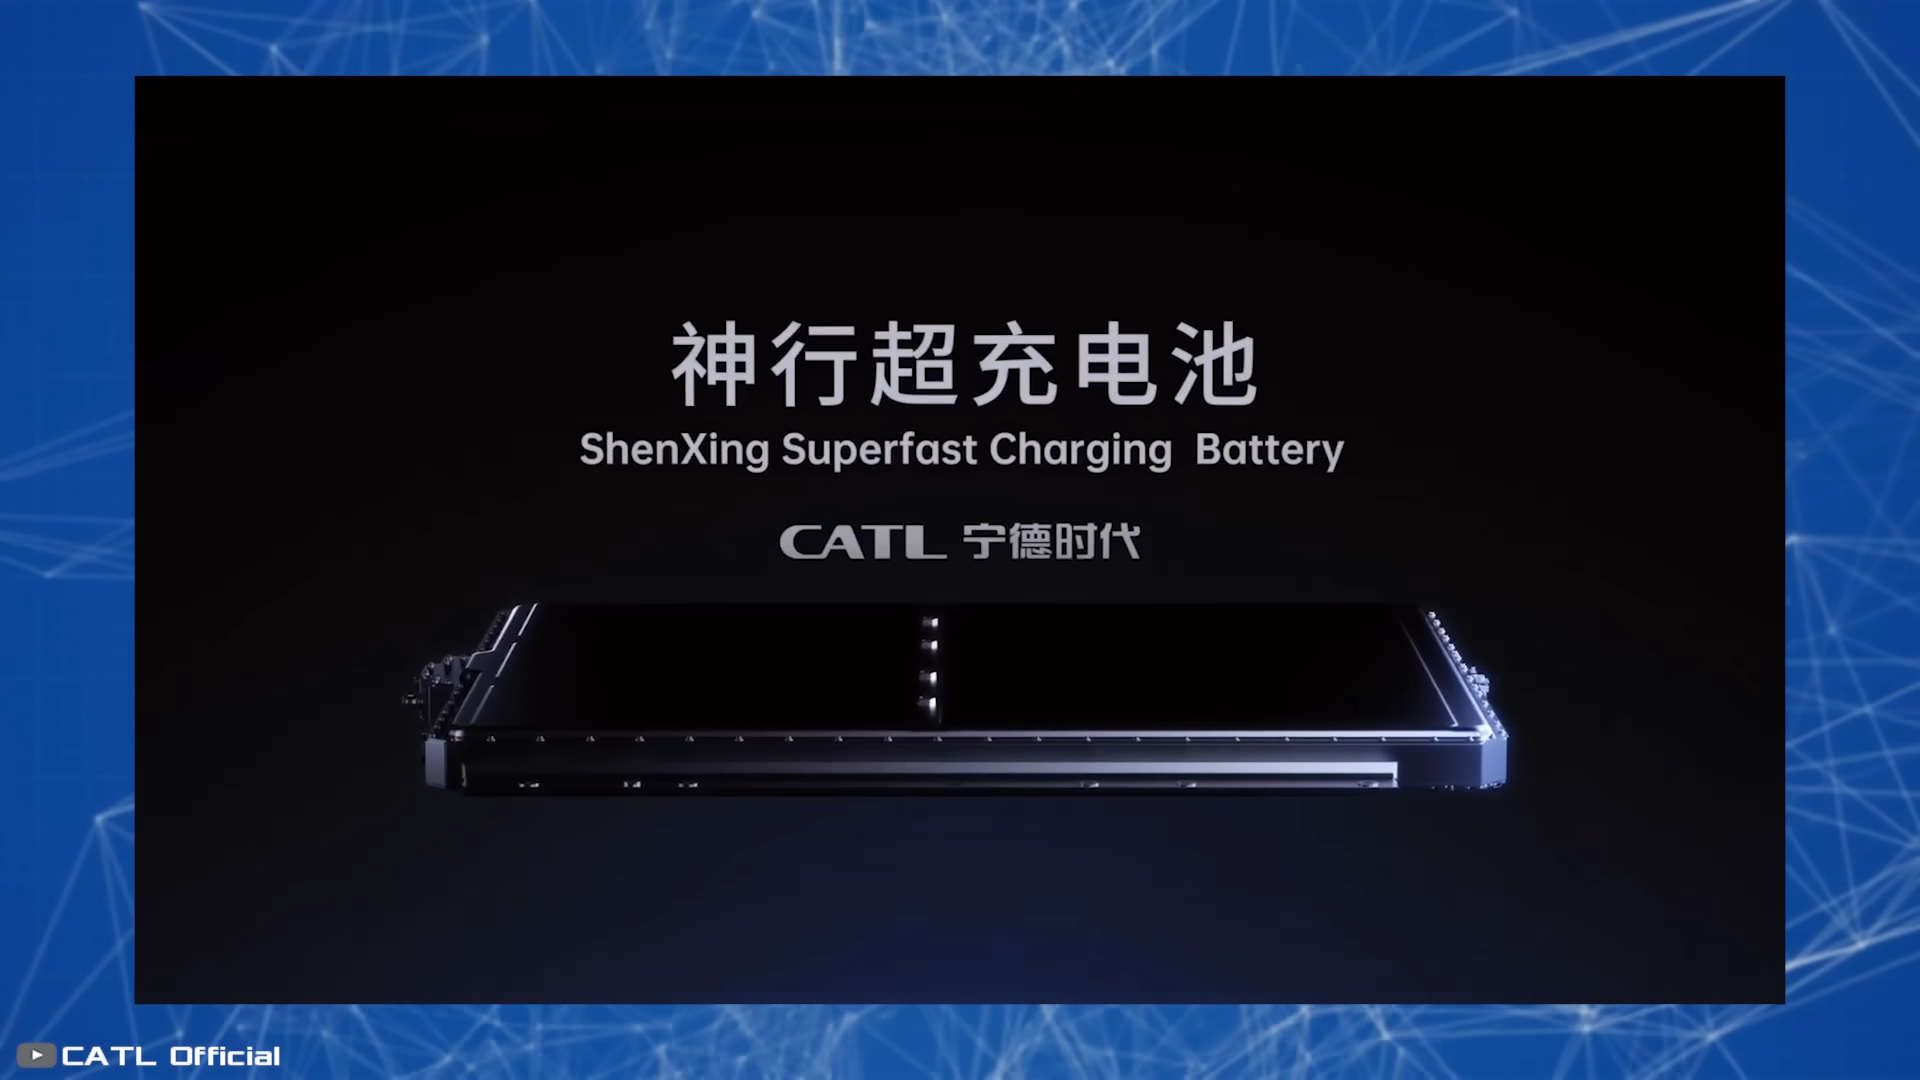 神行超充电池
ShenXing Superfast Charging Battery
CATL 宁德时代
CATL Official